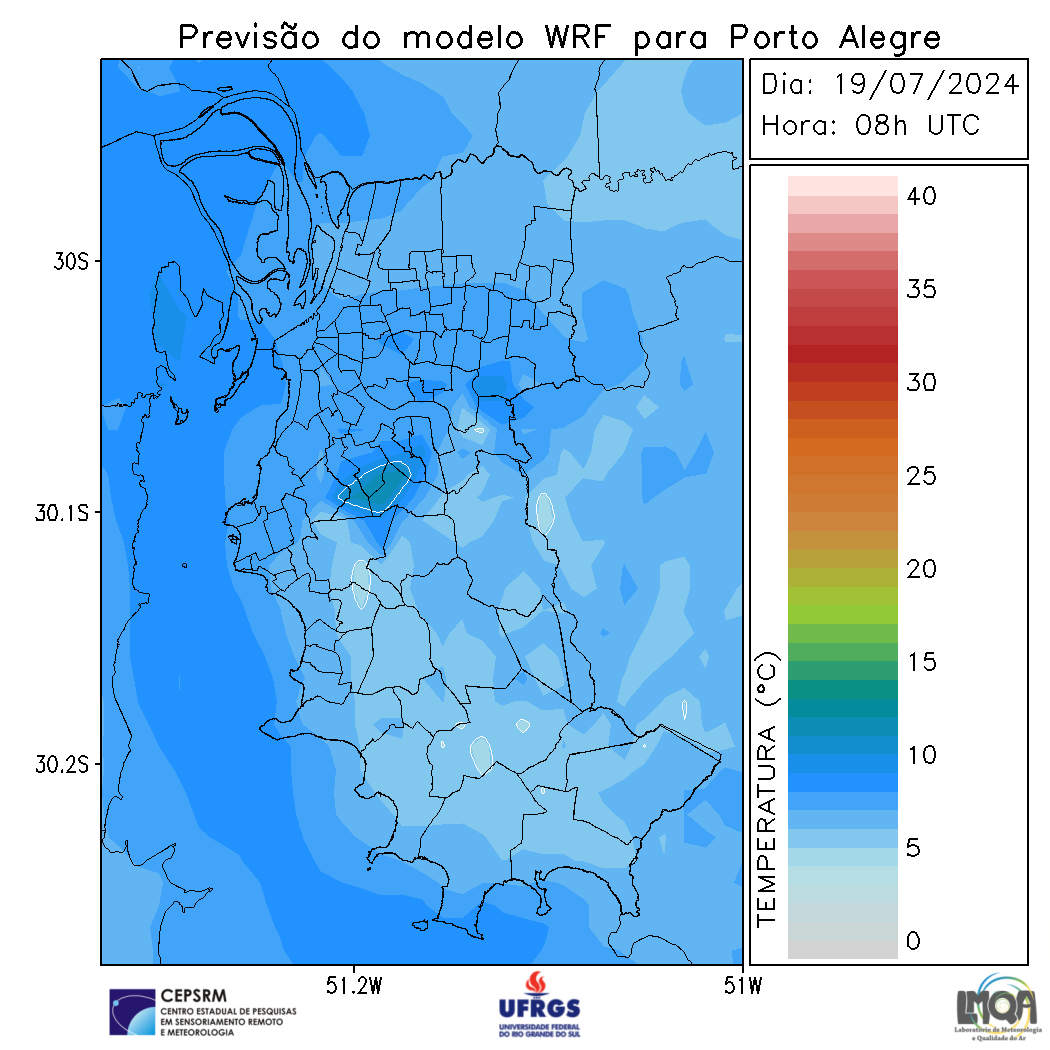 Previsão do modelo WRF para Porto Alegre
Dia: 19/07/2024
Hora: 08h UTC
40
35
30
25
20
15
10
5
0
TEMPERATURA (°C)
30S
30.1S
30.2S
51.2W
51W
CEPSRM
CENTRO ESTADUAL DE PESQUISAS
EM SENSORIAMENTO REMOTO
E METEOROLOGIA
UFRGS
UNIVERSIDADE FEDERAL
DO RIO GRANDE DO SUL
LMQA
Laboratório de Meteorologia
e Qualidade do Ar